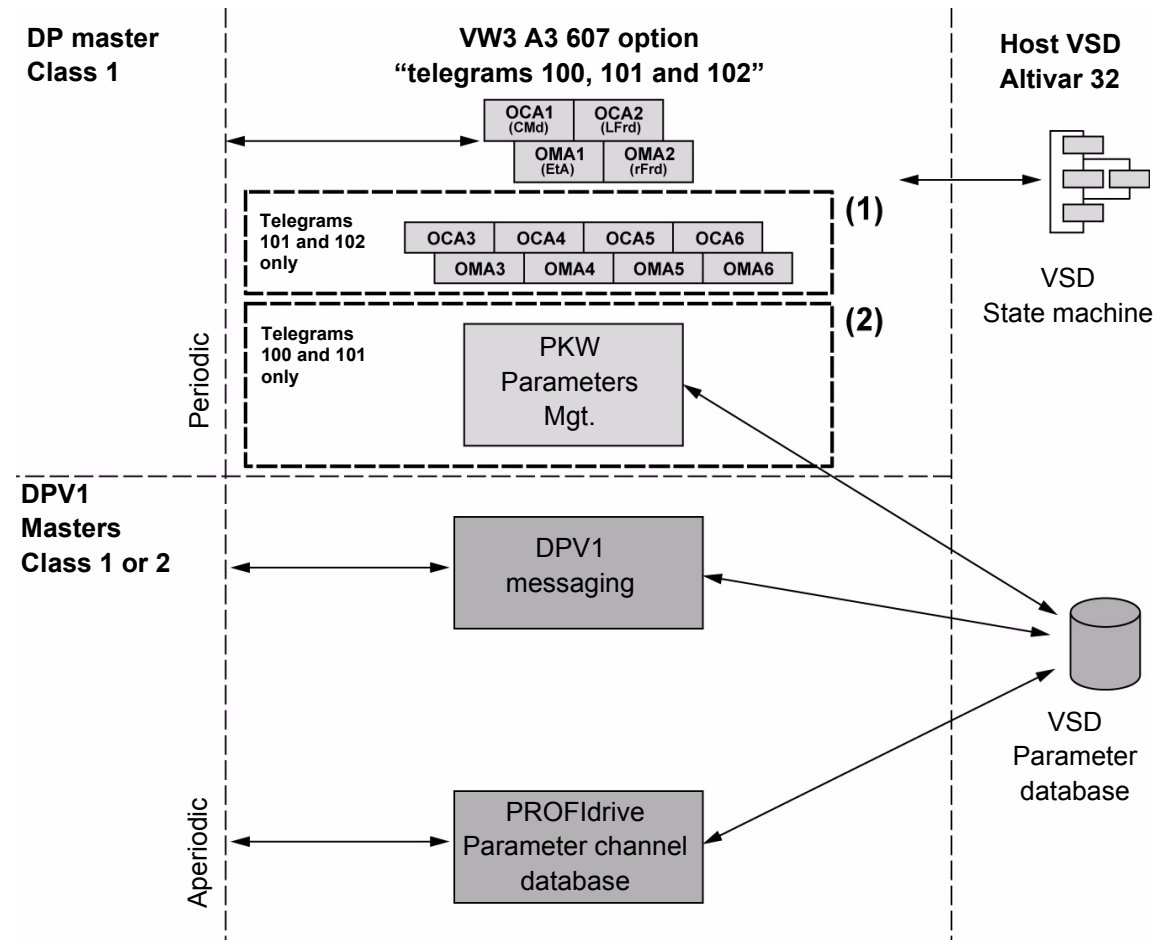 DP master
Class 1
VW3 A3 607 option
“telegrams 100, 101 and 102”
Host VSD
Altivar 32
OCA1
(CMd)
OCA2
(LFrd)
OMA1
(EtA)
OMA2
(rFrd)
(1)
Telegrams
101 and 102
only
OCA3
OCA4
OCA5
OCA6
OMA3
OMA4
OMA5
OMA6
VSD
State machine
(2)
Telegrams
100 and 101
only
PKW
Parameters
Mgt.
Periodic
DPV1
Masters
Class 1 or 2
DPV1
messaging
VSD
Parameter
database
PROFIdrive
Parameter channel
database
Aperiodic